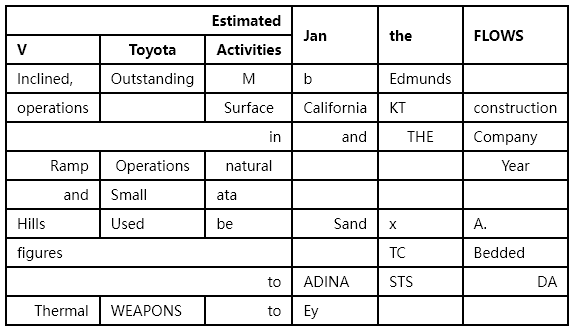 Estimated Jan the FLOWS
V Toyota Activities
Inclined, Outstanding M b Edmunds
operations Surface California KT construction
in and THE Company
Ramp Operations natural Year
and Small ata
Hills Used be Sand x A.
figures TC Bedded
to ADINA STS DA
Thermal WEAPONS to Ey